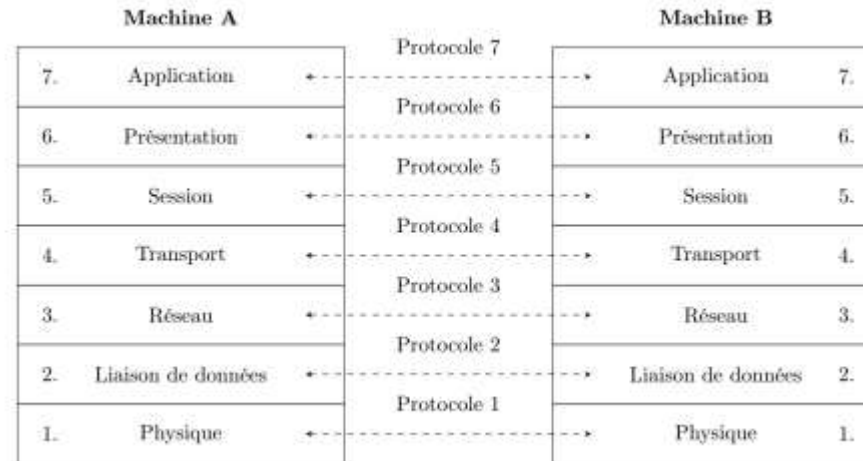 Machine A Machine B
Protocole 7
7. Application Application 7.
Protocole 6
6. Présentation Présentation 6.
Protocole 5
5. Session Session 5.
Protocole 4
4. Transport Transport 4.
Protocole 3
3. Réseau Réseau 3.
Protocole 2
2. Liaison de données Liaison de données 2.
Protocole 1
1. Physique Physique 1.